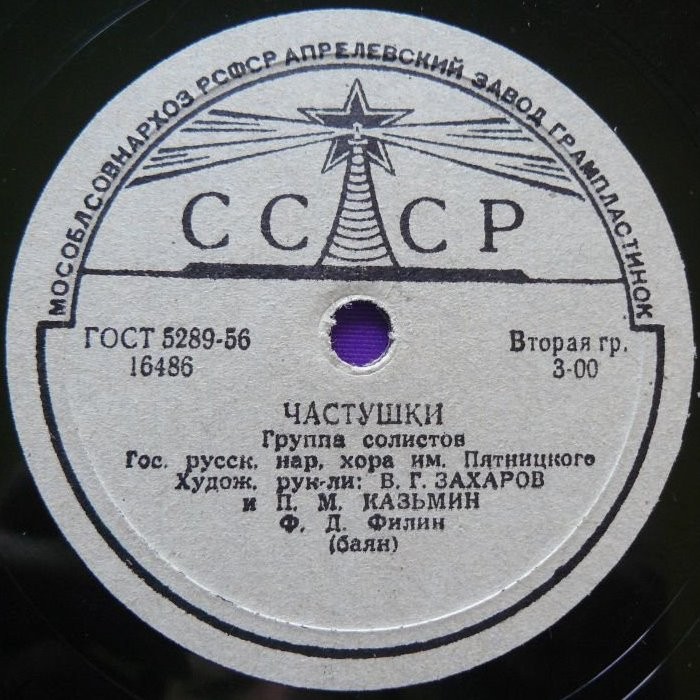 МОСОБЛСОВНАРХОЗ РСФСР АПРЕЛЕВСКИЙ ЗАВОД ГРАМПЛАСТИНОК
СССР
ГОСТ 5289-56
16486
Вторая гр.
3-00
ЧАСТУШКИ
Группа солистов
Гос. русск. нар. хора им. Пятницкого
Худож. рук-ли: В. Г. ЗАХАРОВ
и П. М. КАЗЬМИН
Ф. Д. Филин
(баян)